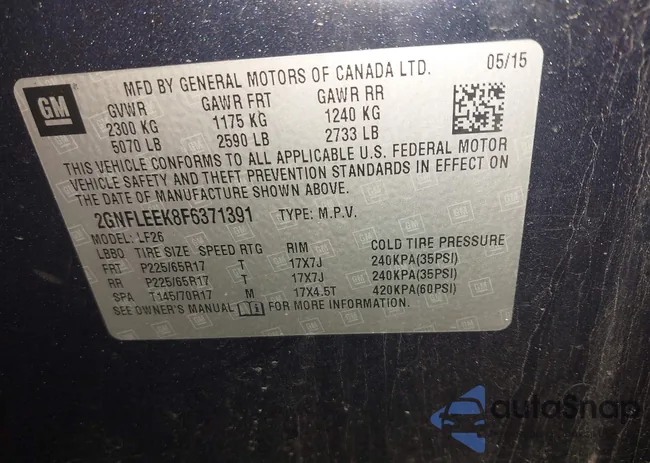 MFD BY GENERAL MOTORS OF CANADA LTD. 05/15
GM
GVWR GAWR FRT GAWR RR
2300 KG 1175 KG 1240 KG
5070 LB 2590 LB 2733 LB
THIS VEHICLE CONFORMS TO ALL APPLICABLE U.S. FEDERAL MOTOR
VEHICLE SAFETY AND THEFT PREVENTION STANDARDS IN EFFECT ON
THE DATE OF MANUFACTURE SHOWN ABOVE.
2GNFLEEK8F6371391 TYPE: M.P.V.
MODEL: LF26
LBBO TIRE SIZE SPEED RTG RIM COLD TIRE PRESSURE
FRT P225/65R17 T 17X7J 240KPA(35PSI)
RR P225/65R17 T 17X7J 240KPA(35PSI)
SPA T145/70R17 M 17X4.5T 420KPA(60PSI)
SEE OWNER'S MANUAL FOR MORE INFORMATION.
autoSnap